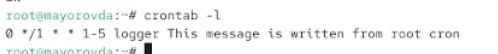 root@mayorovda:~# crontab -l
0 */1 * * 1-5 logger This message is written from root cron
root@mayorovda:~#